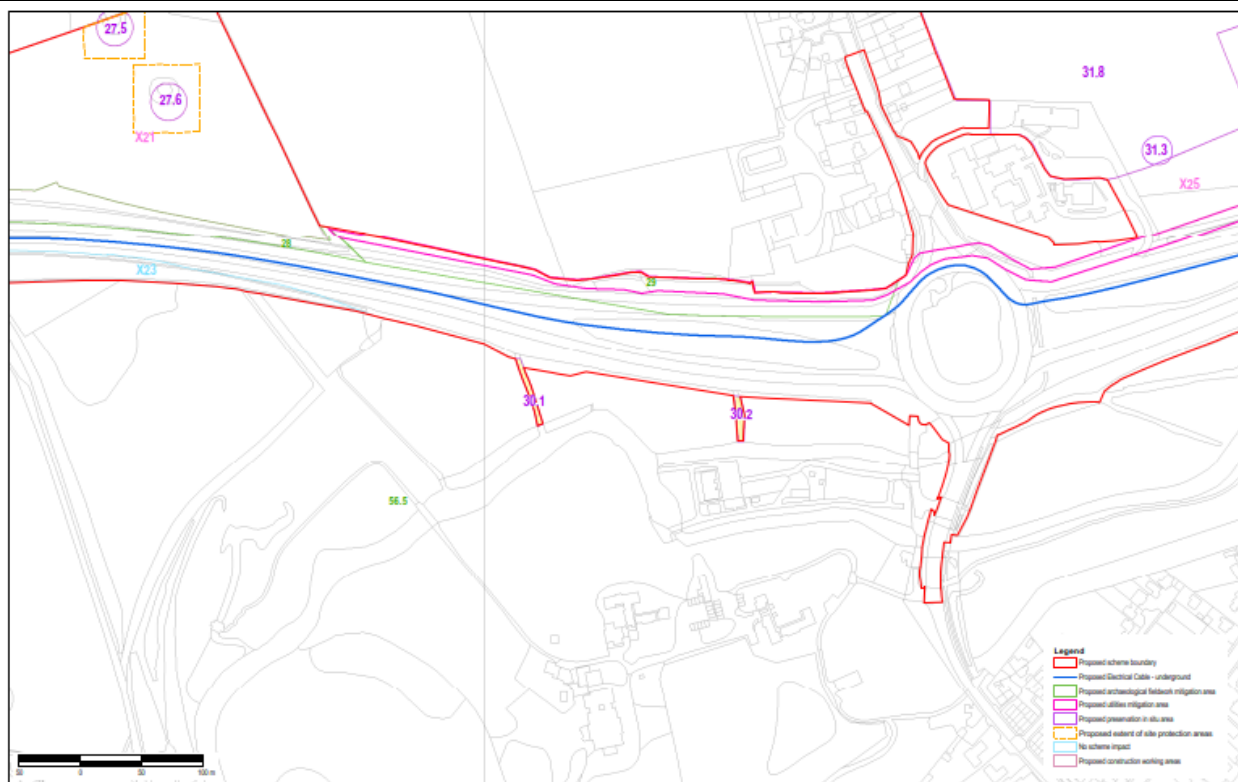 27.5
31.8
27.6
X21
31.3
X25
28
X23
29
30.1
30.2
56.5
Legend
Proposed scheme boundary
Proposed Electrical Cable - underground
Proposed archaeological fieldwork mitigation area
Proposed utilities mitigation area
Proposed preservation in situ area
Proposed extent of site protection areas
No scheme impact
Proposed construction working areas
50 0 50 100 m